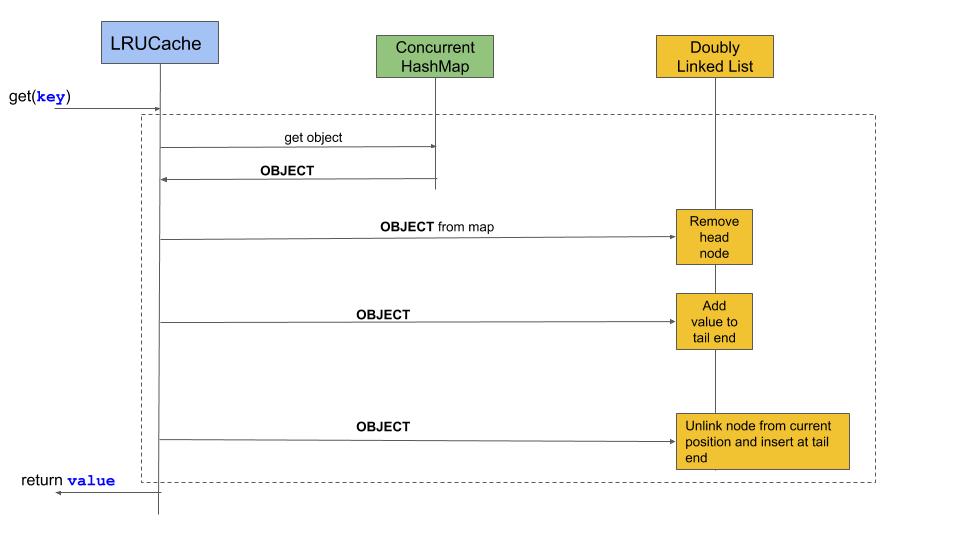 LRUCache
Concurrent
HashMap
Doubly
Linked List
get(key)
get object
OBJECT
OBJECT from map
Remove
head
node
OBJECT
Add
value to
tail end
OBJECT
Unlink node from current
position and insert at tail
end
return value